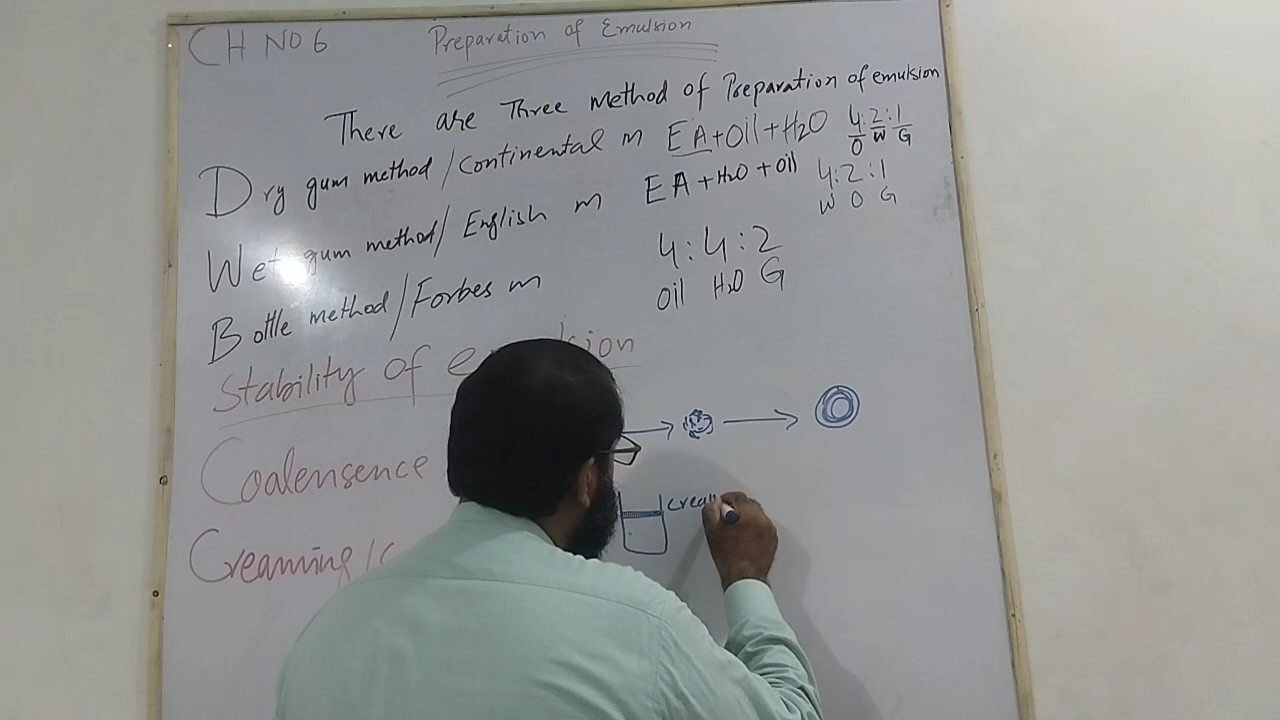 CH NO 6
Preparation of Emulsion
There are Three Method of Preparation of emulsion
Dry gum method / Continental m EA+Oil+H2O 4:2:1
O W G
Wet gum method/ English m EA+H2O+Oil 4:2:1
W O G
Bottle method/Forbes m 4:4:2
Oil H2O G
Stability of
Coalensence
Creaming /